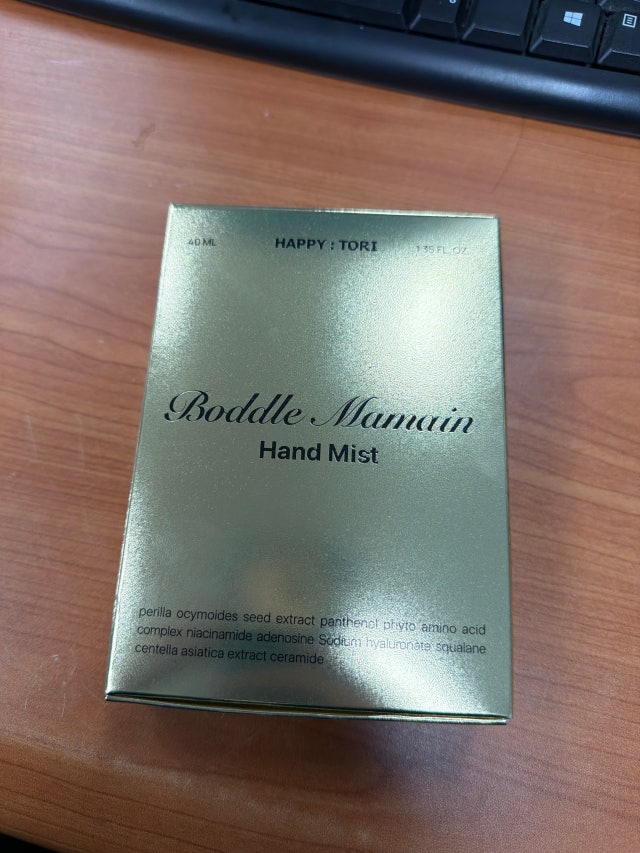 40 ML HAPPY : TORI 1.35 FL. OZ
Boddle Mamain
Hand Mist
perilla ocymoides seed extract panthenol phyto amino acid
complex niacinamide adenosine Sodium hyaluronate squalane
centella asiatica extract ceramide